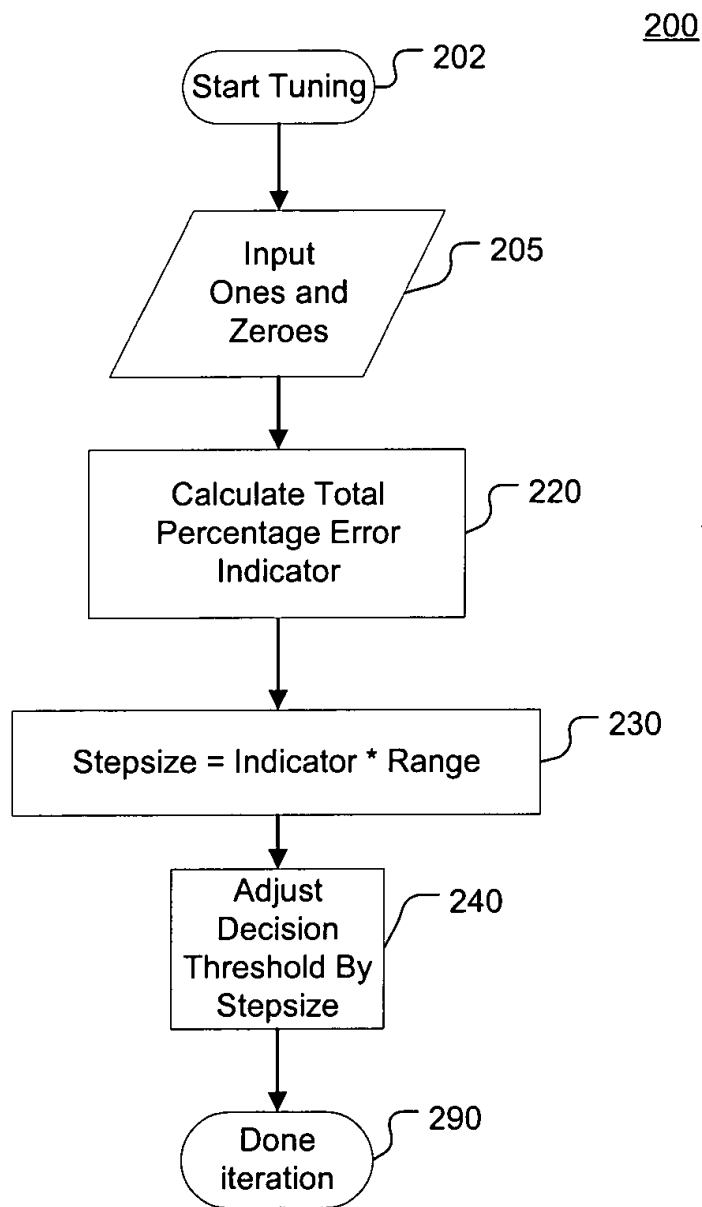 200
Start Tuning
202
Input
Ones and
Zeroes
205
Calculate Total
Percentage Error
Indicator
220
Stepsize = Indicator * Range
230
Adjust
Decision
Threshold By
Stepsize
240
Done
iteration
290